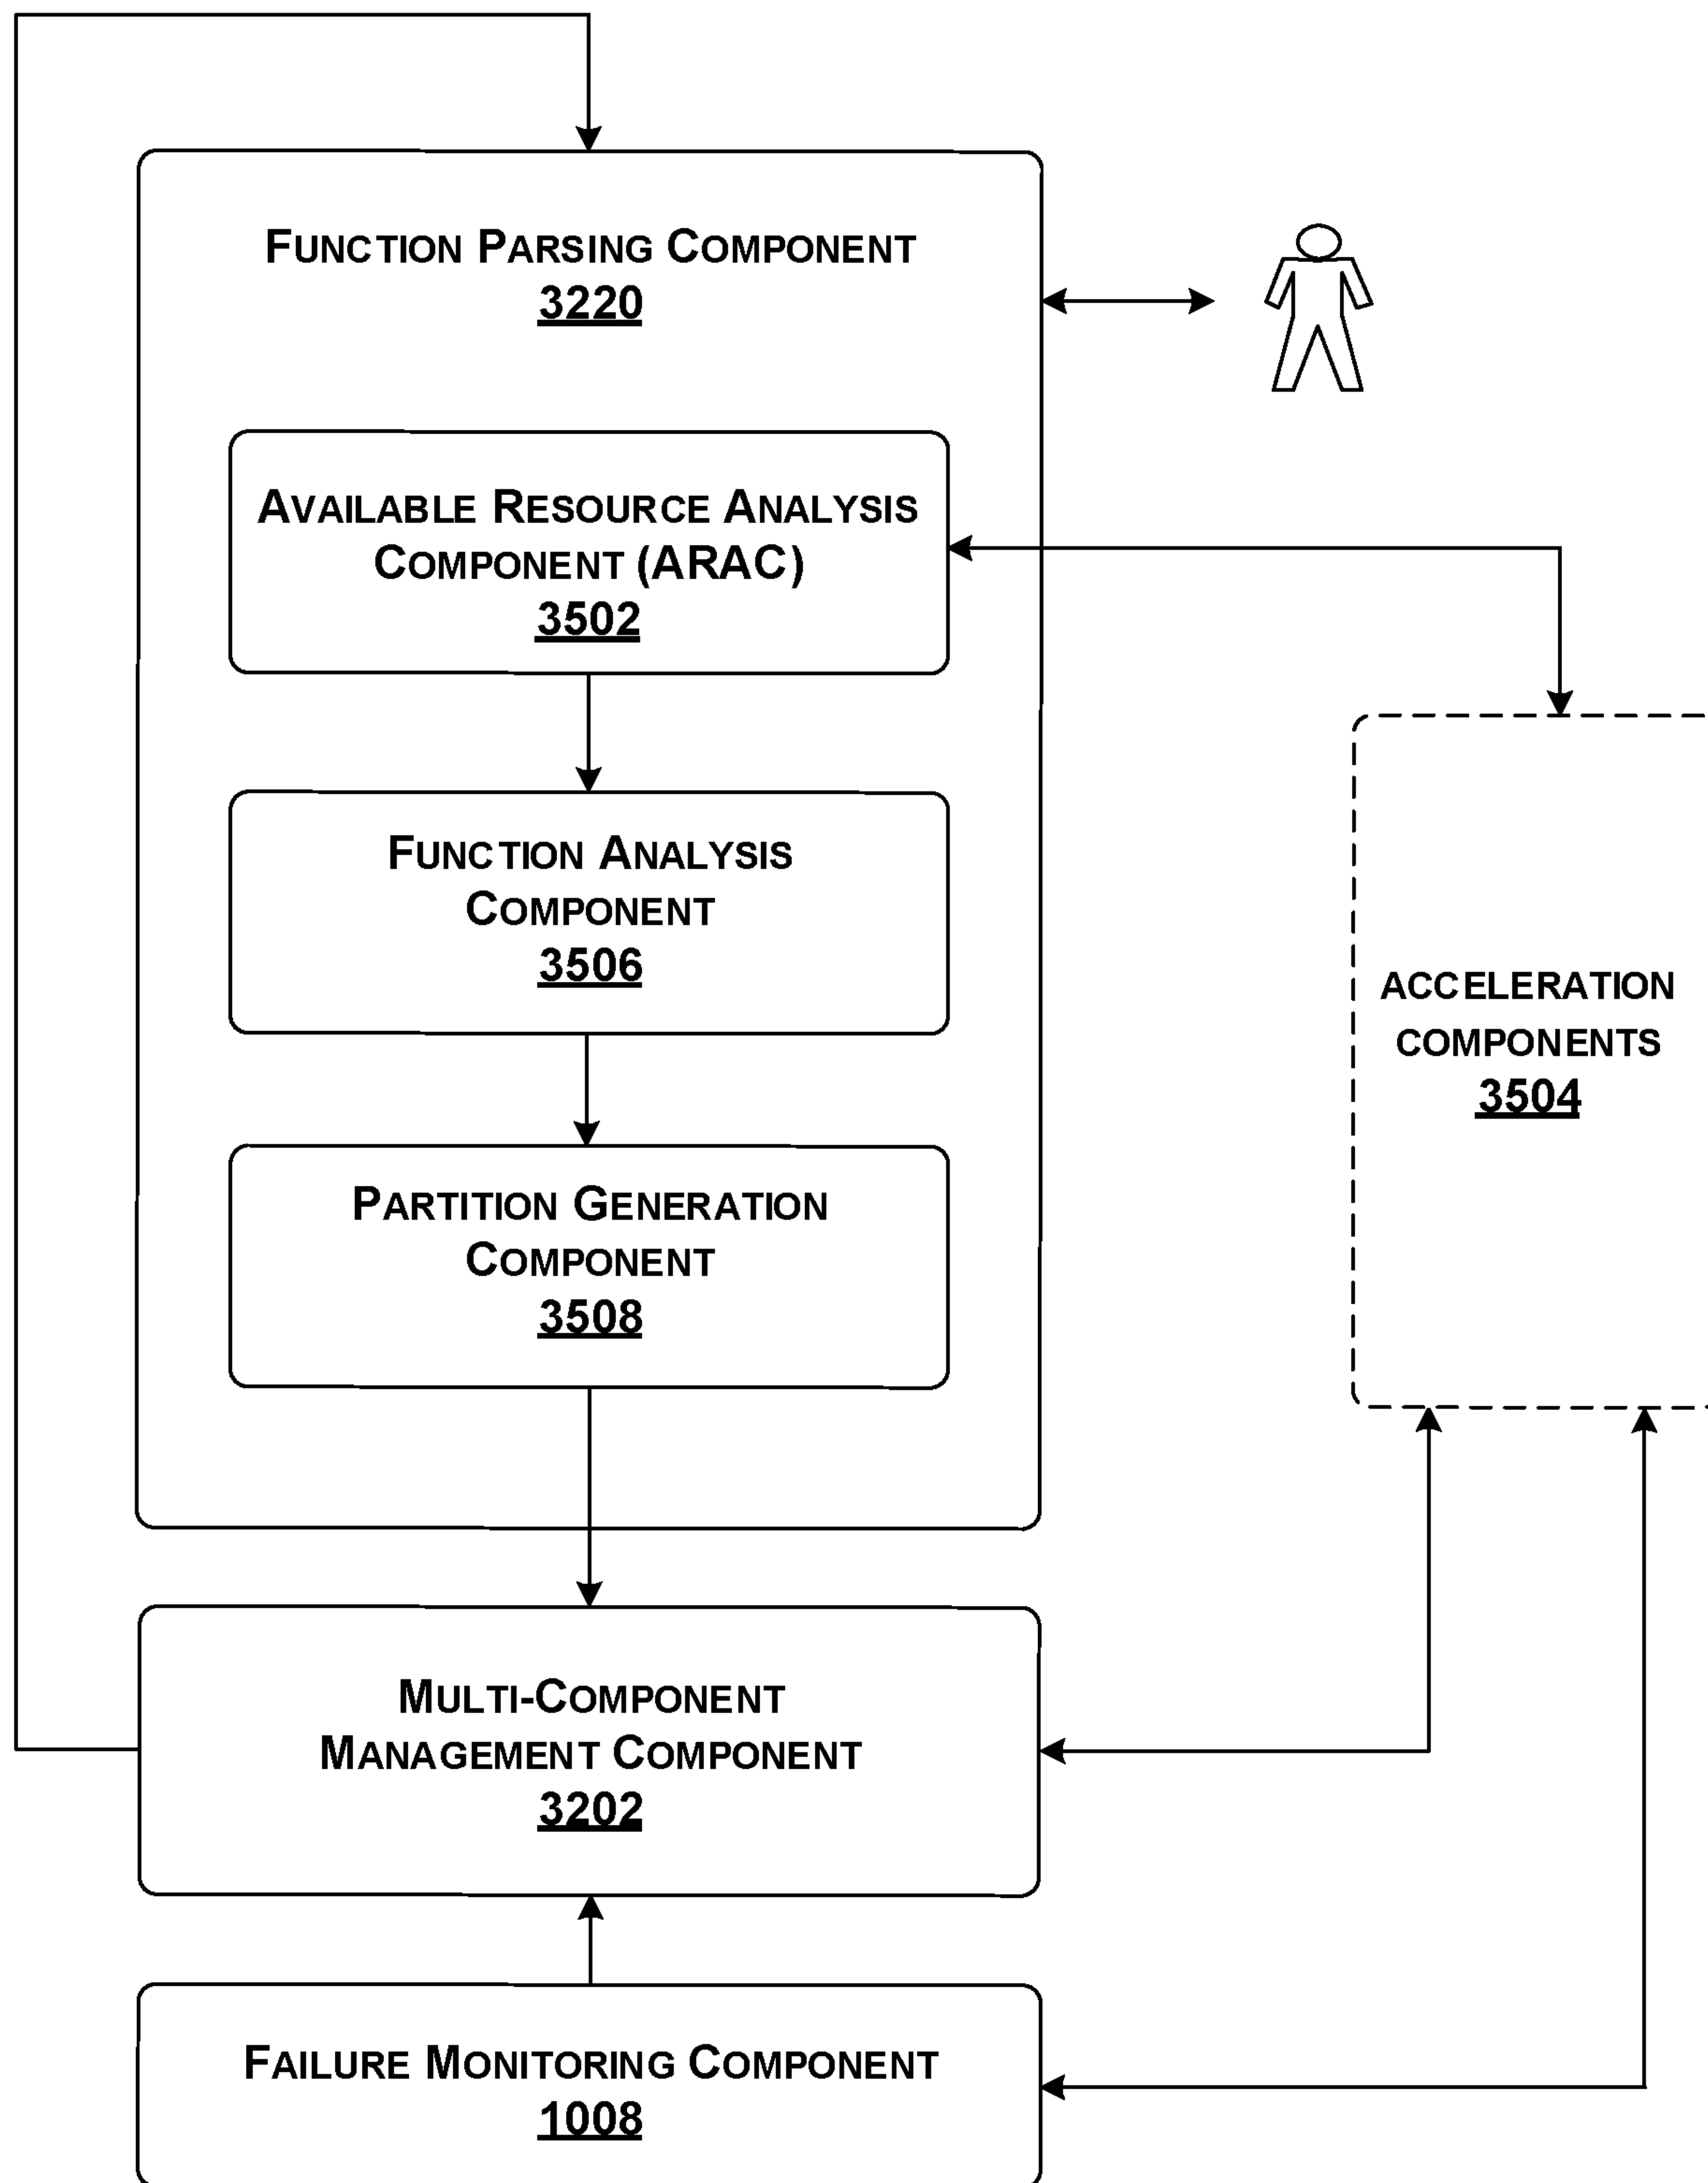 FUNCTION PARSING COMPONENT
3220
AVAILABLE RESOURCE ANALYSIS
COMPONENT (ARAC)
3502
FUNCTION ANALYSIS
COMPONENT
3506
PARTITION GENERATION
COMPONENT
3508
ACCELERATION
COMPONENTS
3504
MULTI-COMPONENT
MANAGEMENT COMPONENT
3202
FAILURE MONITORING COMPONENT
1008